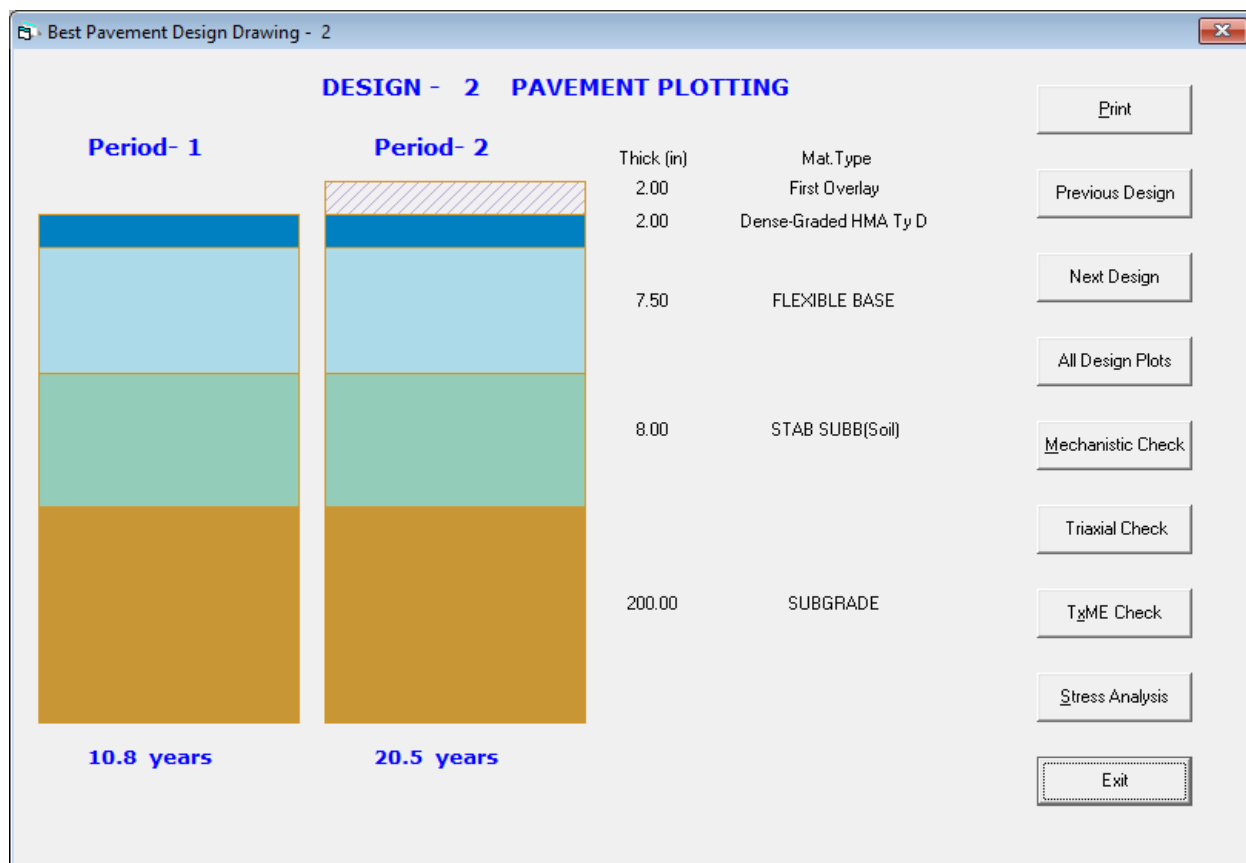 Best Pavement Design Drawing - 2
DESIGN - 2 PAVEMENT PLOTTING
Period- 1
Period- 2
Thick (in) Mat.Type
2.00 First Overlay
2.00 Dense-Graded HMA Ty D
7.50 FLEXIBLE BASE
8.00 STAB SUBB(Soil)
200.00 SUBGRADE
10.8 years
20.5 years
Print
Previous Design
Next Design
All Design Plots
Mechanistic Check
Triaxial Check
TxME Check
Stress Analysis
Exit